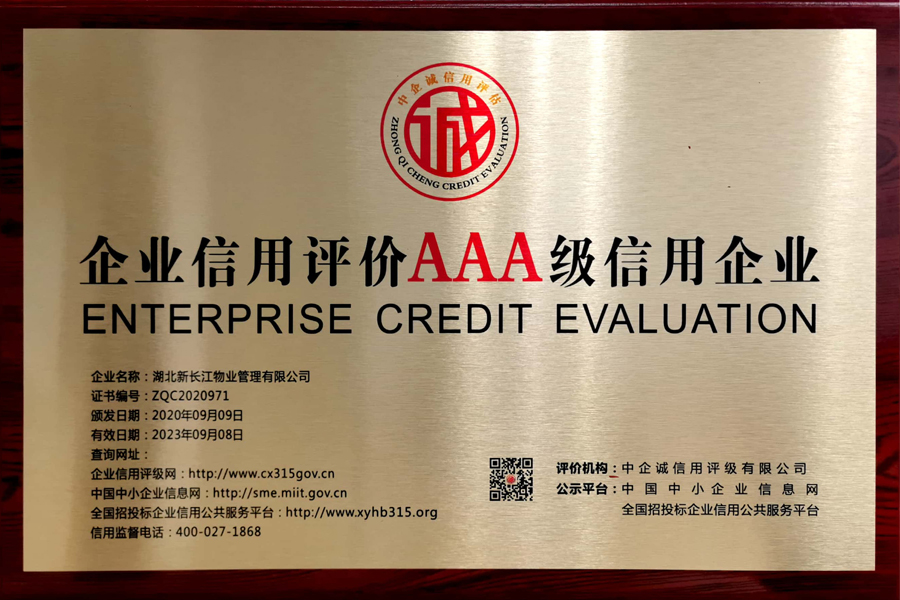 中企诚信用评估
诚
ZHONG QI CHENG CREDIT EVALUATION
企业信用评价AAA级信用企业
ENTERPRISE CREDIT EVALUATION
企业名称：湖北新长江物业管理有限公司
证书编号：ZQC2020971
颁发日期：2020年09月09日
有效日期：2023年09月08日
查询网址：
企业信用评级网：http://www.cx315gov.cn
中国中小企业信息网：http://sme.miit.gov.cn
全国招投标企业信用公共服务平台：http://www.xyhb315.org
信用监督电话：400-027-1868
评价机构：中企诚信用评级有限公司
公示平台：中国中小企业信息网
全国招投标企业信用公共服务平台